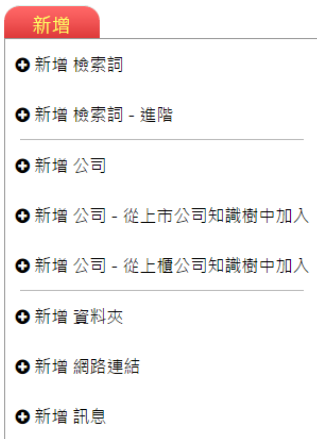 新增
新增 檢索詞
新增 檢索詞 - 進階
新增 公司
新增 公司 - 從上市公司知識樹中加入
新增 公司 - 從上櫃公司知識樹中加入
新增 資料夾
新增 網路連結
新增 訊息